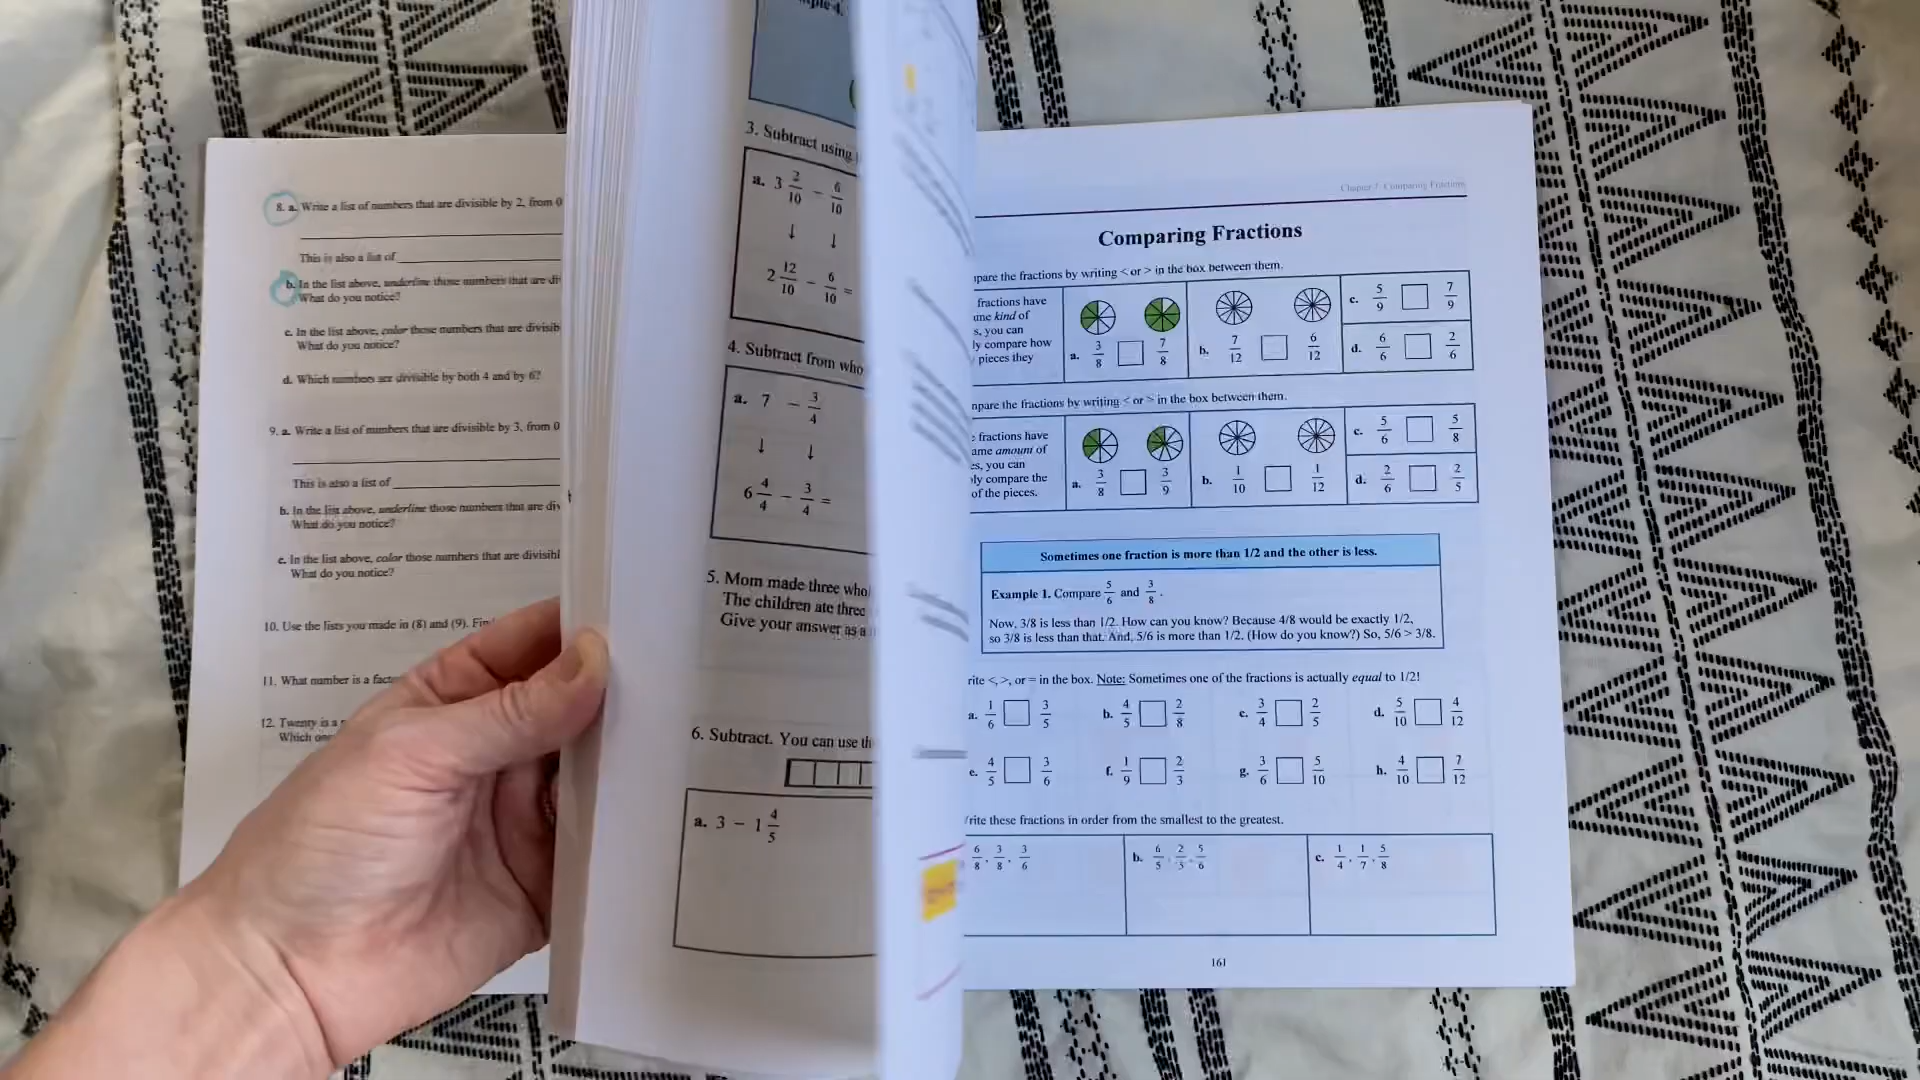 8. a. Write a list of numbers that are divisible by 2, from 0
This is also a list of
b. In the list above, underline those numbers that are di
What do you notice?
c. In the list above, color those numbers that are divisib
What do you notice?
d. Which numbers are divisible by both 4 and by 6?
9. a. Write a list of numbers that are divisible by 3, from 0
This is also a list of
b. In the list above, underline those numbers that are div
What do you notice?
c. In the list above, color those numbers that are divisibl
What do you notice?
10. Use the lists you made in (8) and (9). Fin
11. What number is a facto
12. Twenty is a
Which one
ple 4.
3. Subtract using
a. 3 2/10 - 6/10
↓ ↓
2 12/10 - 6/10 =
4. Subtract from who
a. 7 - 3/4
↓ ↓
6 4/4 - 3/4 =
5. Mom made three who
The children ate three
Give your answer as a
6. Subtract. You can use th
a. 3 - 1 4/5
Chapter 7: Comparing Fractions
Comparing Fractions
pare the fractions by writing < or > in the box between them.
fractions have
me kind of
s, you can
ly compare how
pieces they
a. 3/8 7/8
b. 7/12 6/12
c. 5/9 7/9
d. 6/6 2/6
mpare the fractions by writing < or > in the box between them.
fractions have
ame amount of
es, you can
ly compare the
of the pieces.
a. 3/8 3/9
b. 1/10 1/12
c. 5/6 5/8
d. 2/6 2/5
Sometimes one fraction is more than 1/2 and the other is less.
Example 1. Compare 5/6 and 3/8.
Now, 3/8 is less than 1/2. How can you know? Because 4/8 would be exactly 1/2,
so 3/8 is less than that. And, 5/6 is more than 1/2. (How do you know?) So, 5/6 > 3/8.
rite <, >, or = in the box. Note: Sometimes one of the fractions is actually equal to 1/2!
a. 1/6 3/5 b. 4/5 2/8 c. 3/4 2/5 d. 5/10 4/12
e. 4/5 3/6 f. 1/9 2/3 g. 3/6 5/10 h. 4/10 7/12
rite these fractions in order from the smallest to the greatest.
6/8, 3/8, 3/6
b. 6/5, 2/5, 5/6
c. 1/4, 1/7, 5/8
161